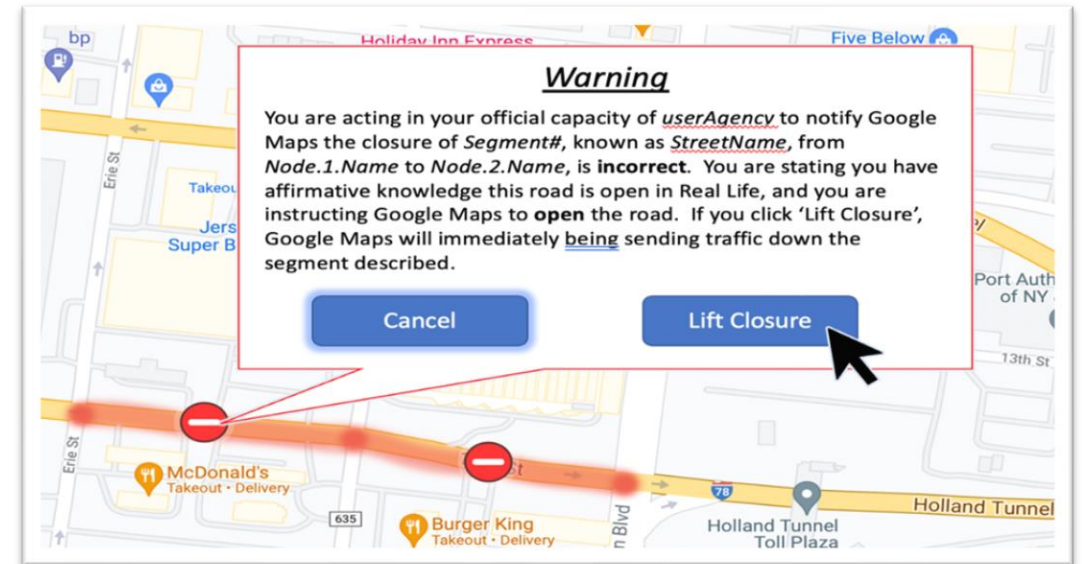 bp
Holiday Inn Express
Five Below
Warning
You are acting in your official capacity of userAgency to notify Google
Maps the closure of Segment#, known as StreetName, from
Node.1.Name to Node.2.Name, is incorrect. You are stating you have
affirmative knowledge this road is open in Real Life, and you are
instructing Google Maps to open the road. If you click ‘Lift Closure’,
Google Maps will immediately being sending traffic down the
segment described.
Cancel
Lift Closure
Erie St
Takeou
Jers
Super B
Port Auth
of NY
13th St
Erie St
McDonald's
Takeout • Delivery
St
635
Burger King
Takeout • Delivery
n Blvd
78
Holland Tunnel
Toll Plaza
Holland Tunnel